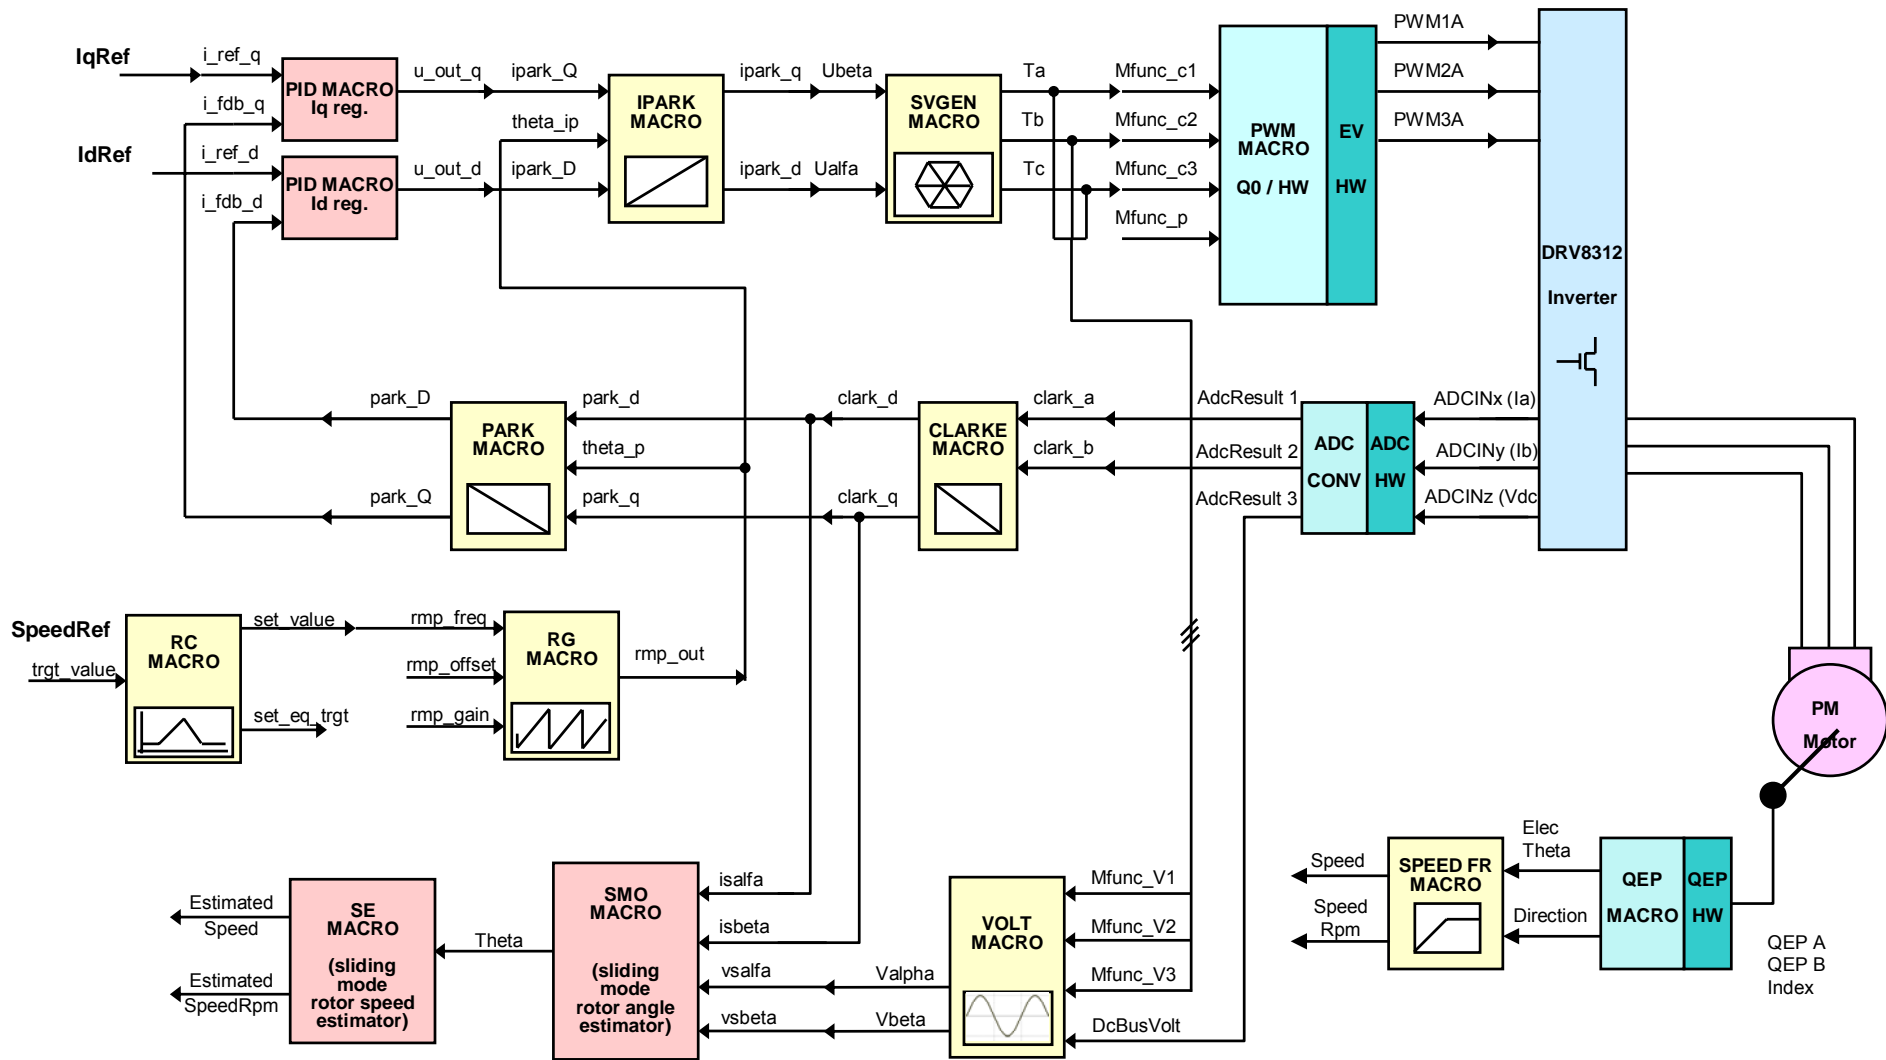 IqRef
i_ref_q
i_fdb_q
PID MACRO
Iq reg.
u_out_q
ipark_Q
theta_ip
IdRef
i_ref_d
i_fdb_d
PID MACRO
Id reg.
u_out_d
ipark_D
IPARK
MACRO
ipark_q
Ubeta
ipark_d
Ualfa
SVGEN
MACRO
Ta
Tb
Tc
Mfunc_c1
Mfunc_c2
Mfunc_c3
Mfunc_p
PWM
MACRO
Q0 / HW
EV
HW
PWM1A
PWM2A
PWM3A
DRV8312
Inverter
park_D
park_Q
PARK
MACRO
park_d
theta_p
park_q
clark_d
clark_q
CLARKE
MACRO
clark_a
clark_b
AdcResult 1
AdcResult 2
AdcResult 3
ADC
CONV
ADC
HW
ADCINx (Ia)
ADCINy (Ib)
ADCINz (Vdc
SpeedRef
trgt_value
RC
MACRO
set_value
set_eq_trgt
rmp_freq
rmp_offset
rmp_gain
RG
MACRO
rmp_out
PM
Motor
Estimated
Speed
Estimated
SpeedRpm
SE
MACRO
(sliding
mode
rotor speed
estimator)
Theta
SMO
MACRO
(sliding
mode
rotor angle
estimator)
isalfa
isbeta
vsalfa
vsbeta
Valpha
Vbeta
VOLT
MACRO
Mfunc_V1
Mfunc_V2
Mfunc_V3
DcBusVolt
Speed
Speed
Rpm
SPEED FR
MACRO
Elec
Theta
Direction
QEP
MACRO
QEP
HW
QEP A
QEP B
Index